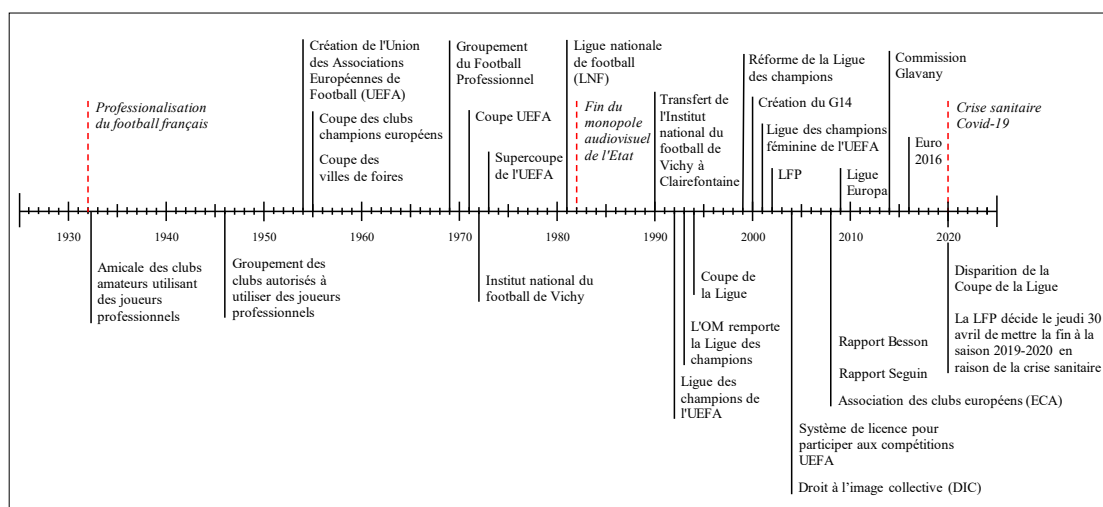 Création de l'Union
des Associations
Européennes de
Football (UEFA)
Groupement
du Football
Professionnel
Ligue nationale
de football
(LNF)
Réforme de la Ligue
des champions
Commission
Glavany
Professionalisation
du football français
Coupe des clubs
champions européens
Coupe des
villes de foires
Coupe UEFA
Supercoupe
de l'UEFA
Fin du
monopole
audiovisuel
de l'Etat
Transfert de
l'Institut
national du
football de
Vichy à
Clairefontaine
Création du G14
Ligue des champions
féminine de l'UEFA
LFP
Ligue
Europa
Euro
2016
Crise sanitaire
Covid-19
1930
1940
1950
1960
1970
1980
1990
2000
2010
2020
Amicale des clubs
amateurs utilisant
des joueurs
professionnels
Groupement des
clubs autorisés à
utiliser des joueurs
professionnels
Institut national du
football de Vichy
Coupe de
la Ligue
L'OM remporte
la Ligue des
champions
Ligue des
champions de
l'UEFA
Disparition de la
Coupe de la Ligue
La LFP décide le jeudi 30
avril de mettre la fin à la
saison 2019-2020 en
raison de la crise sanitaire
Rapport Besson
Rapport Seguin
Association des clubs européens (ECA)
Système de licence pour
participer aux compétitions
UEFA
Droit à l'image collective (DIC)